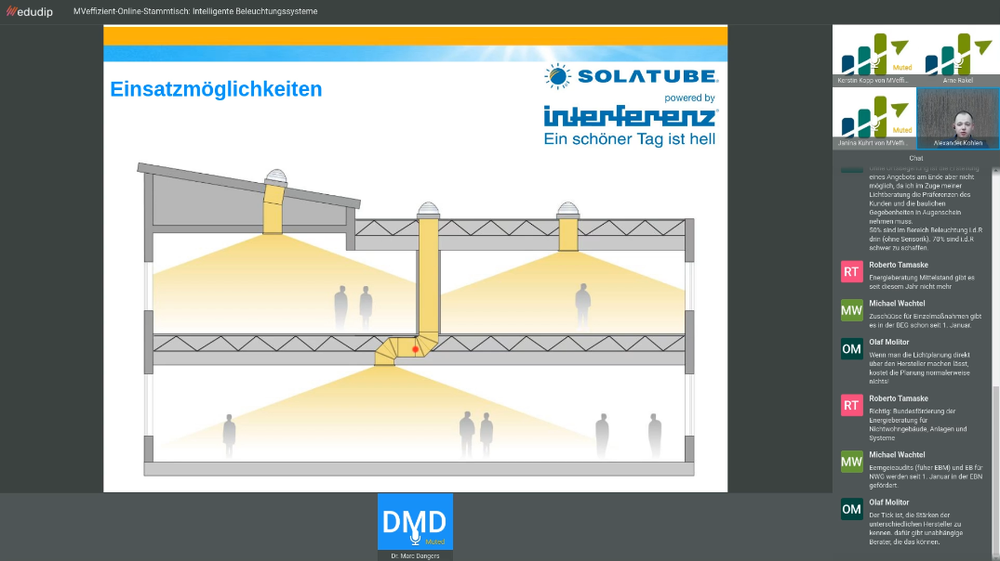 edudip
MVeffizient-Online-Stammtisch: Intelligente Beleuchtungssysteme
Einsatzmöglichkeiten
SOLATUBE
powered by
interferenz
Ein schöner Tag ist hell
Muted
Kerstin Kopp von MVeffi...
Arne Rakel
Muted
Janina Kuhrt von MVeffi...
Alexander Kohlen
Chat
eines Angebots am Ende aber nicht
möglich, da ich im Zuge meiner
Lichtberatung die Präferenzen des
Kunden und die baulichen
Gegebenheiten in Augenschein
nehmen muss.
50% sind im Bereich Beleuchtung i.d.R
drin (ohne Sensorik). 70% sind i.d.R
schwer zu schaffen.
RT
Roberto Tamaske
Energieberatung Mittelstand gibt es
seit diesem Jahr nicht mehr
MW
Michael Wachtel
Zuschüüse für Einzelmaßnahmen gibt
es in der BEG schon seit 1. Januar.
OM
Olaf Molitor
Wenn man die Lichtplanung direkt
über den Hersteller machen lässt,
kostet die Planung normalerweise
nichts!
RT
Roberto Tamaske
Richtig: Bundesförderung der
Energieberatung für
Nichtwohngebäude, Anlagen und
Systeme
MW
Michael Wachtel
Eerngeieaudits (füher EBM) und EB für
NWG werden seit 1. Januar in der EBN
gefördert.
OM
Olaf Molitor
Der Tick ist, die Stärken der
unterschiedlichen Hersteller zu
kennen. dafür gibt unabhängige
Berater, die das können.
DMD
Muted
Dr. Marc Dangers